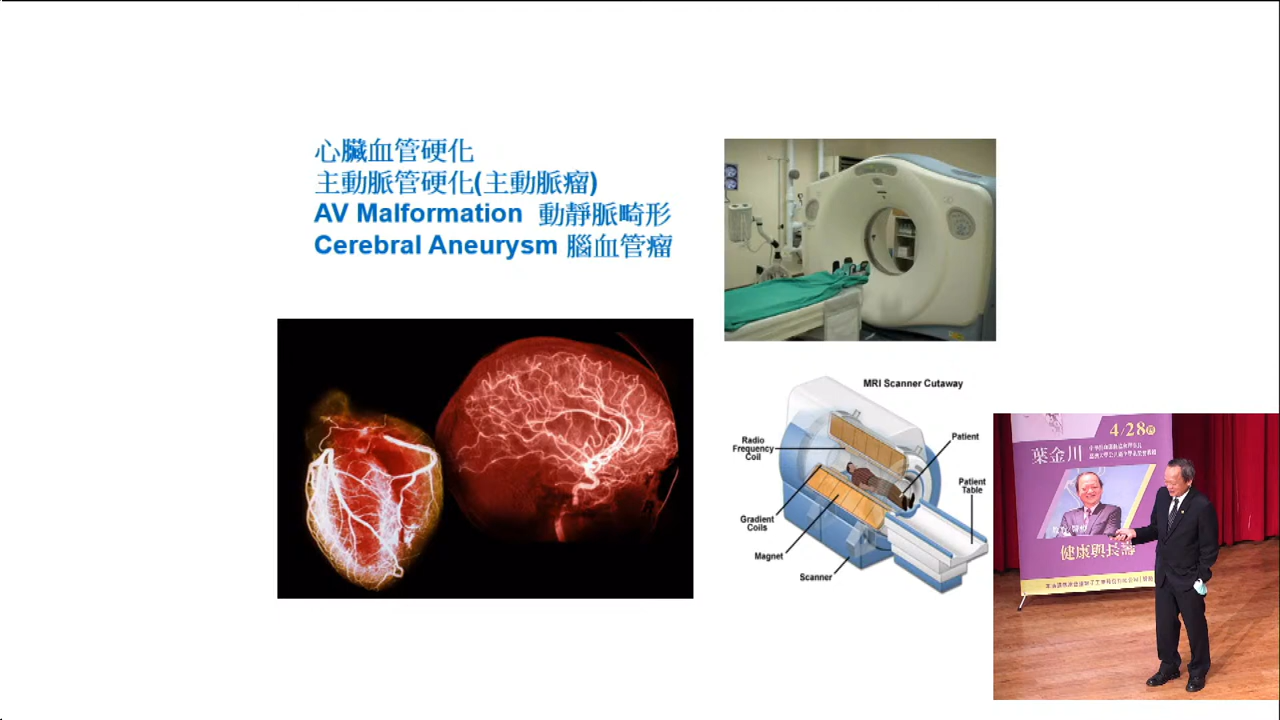 心臟血管硬化
主動脈管硬化(主動脈瘤)
AV Malformation 動靜脈畸形
Cerebral Aneurysm 腦血管瘤
MRI Scanner Cutaway
Radio
Frequency
Coil
Patient
Patient
Table
Gradient
Coils
Magnet
Scanner
4/28
葉金川
健康與長壽